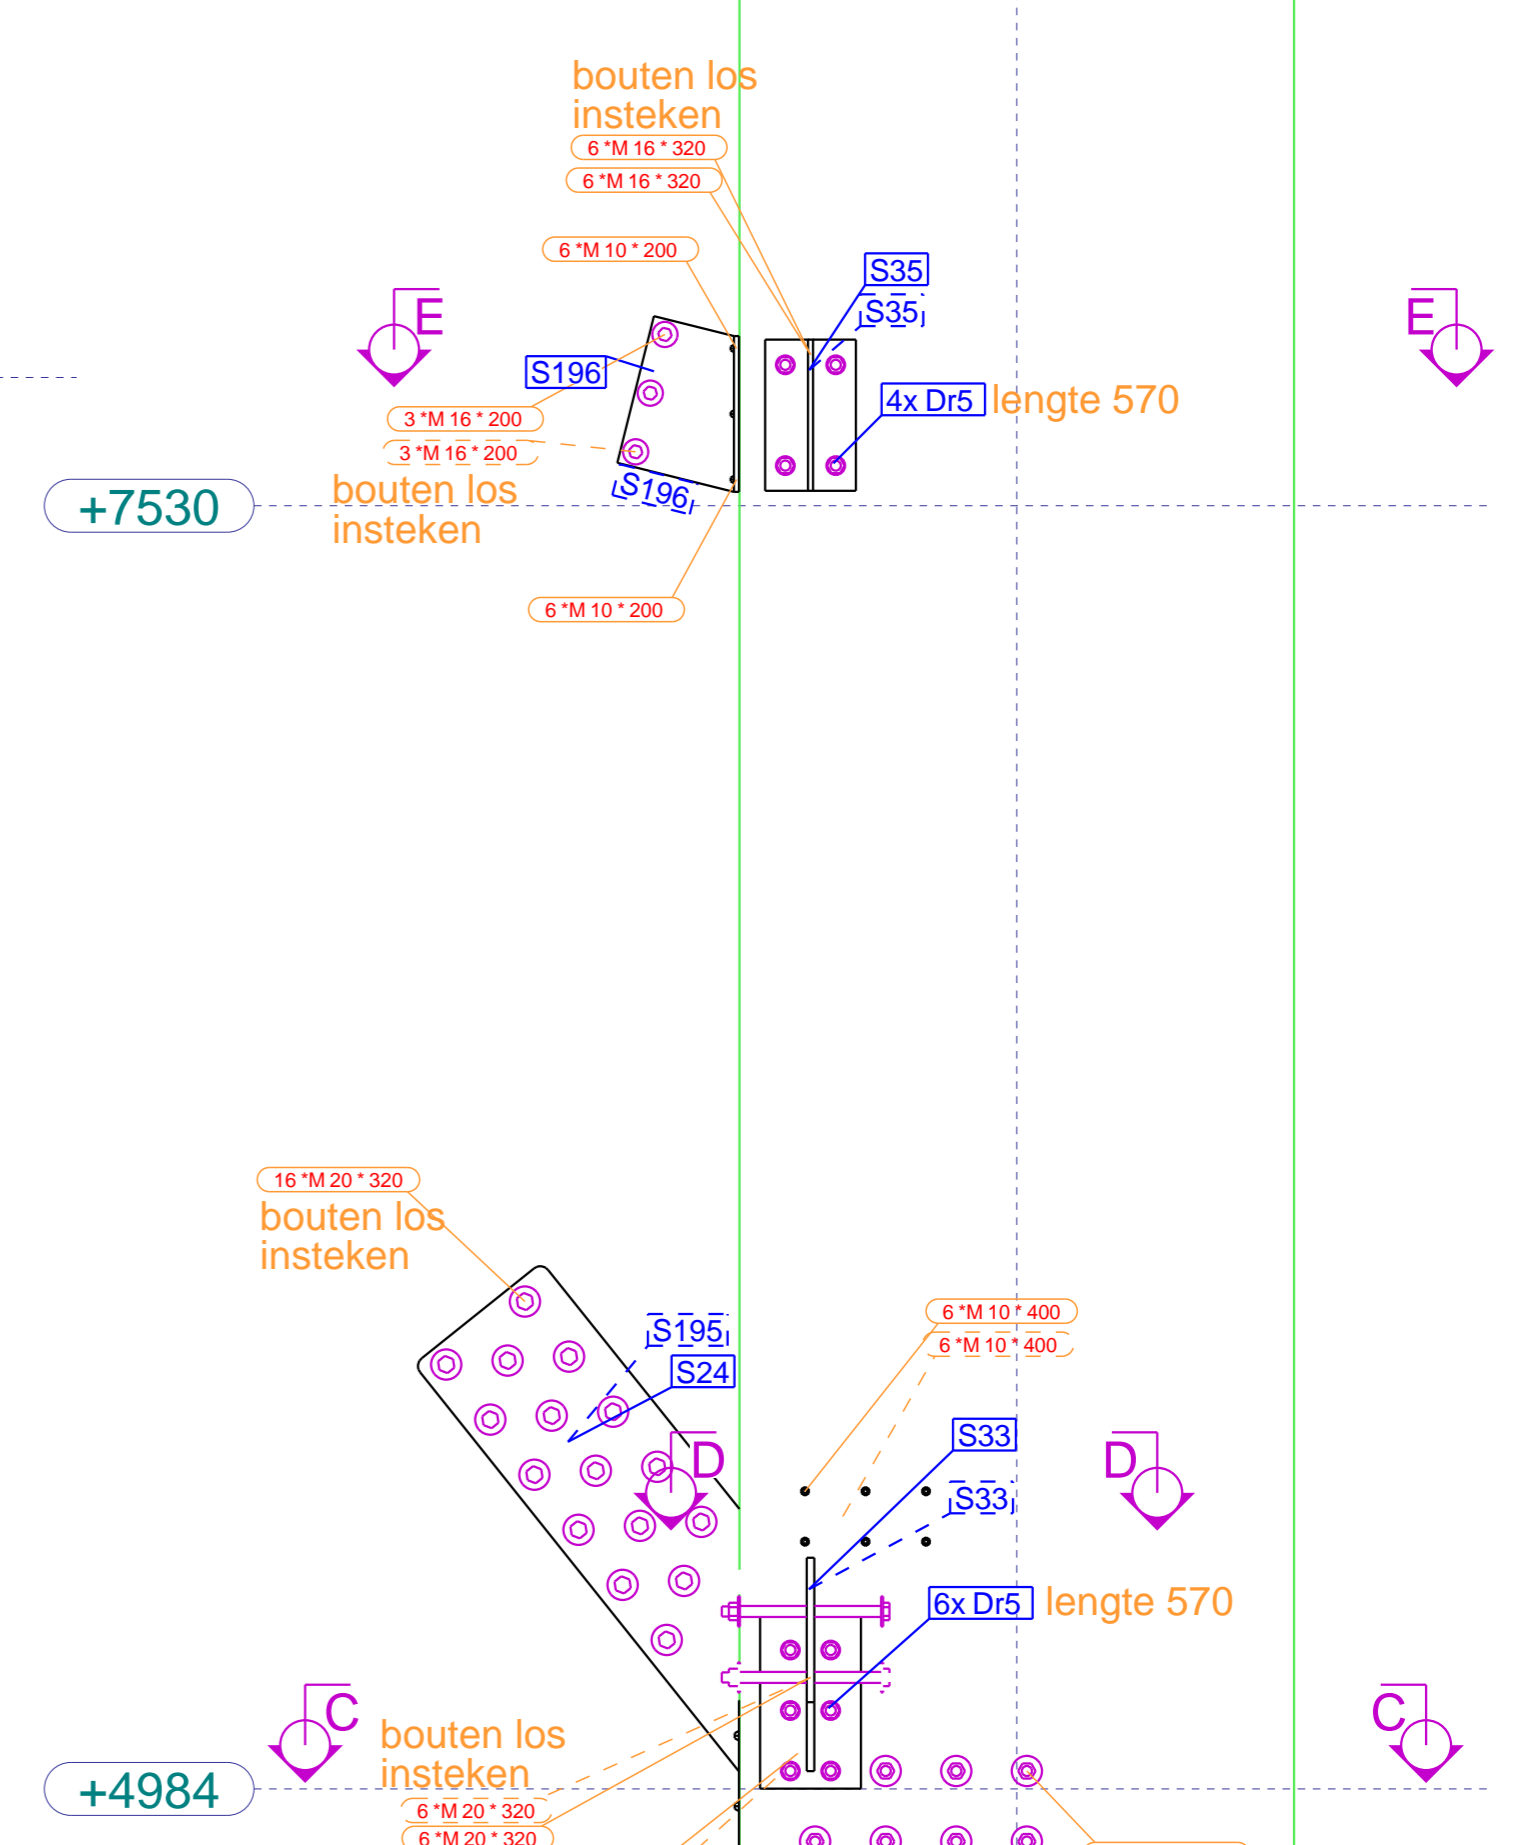 bouten los
insteken
6 *M 16 * 320
6 *M 16 * 320
6 *M 10 * 200
S35
S35
E
E
S196
4x Dr5 lengte 570
3 *M 16 * 200
3 *M 16 * 200
bouten los
insteken
S196
+7530
6 *M 10 * 200
16 *M 20 * 320
bouten los
insteken
6 *M 10 * 400
6 *M 10 * 400
S195
S24
S33
D
D
S33
6x Dr5 lengte 570
C
C
bouten los
insteken
+4984
6 *M 20 * 320
6 *M 20 * 320